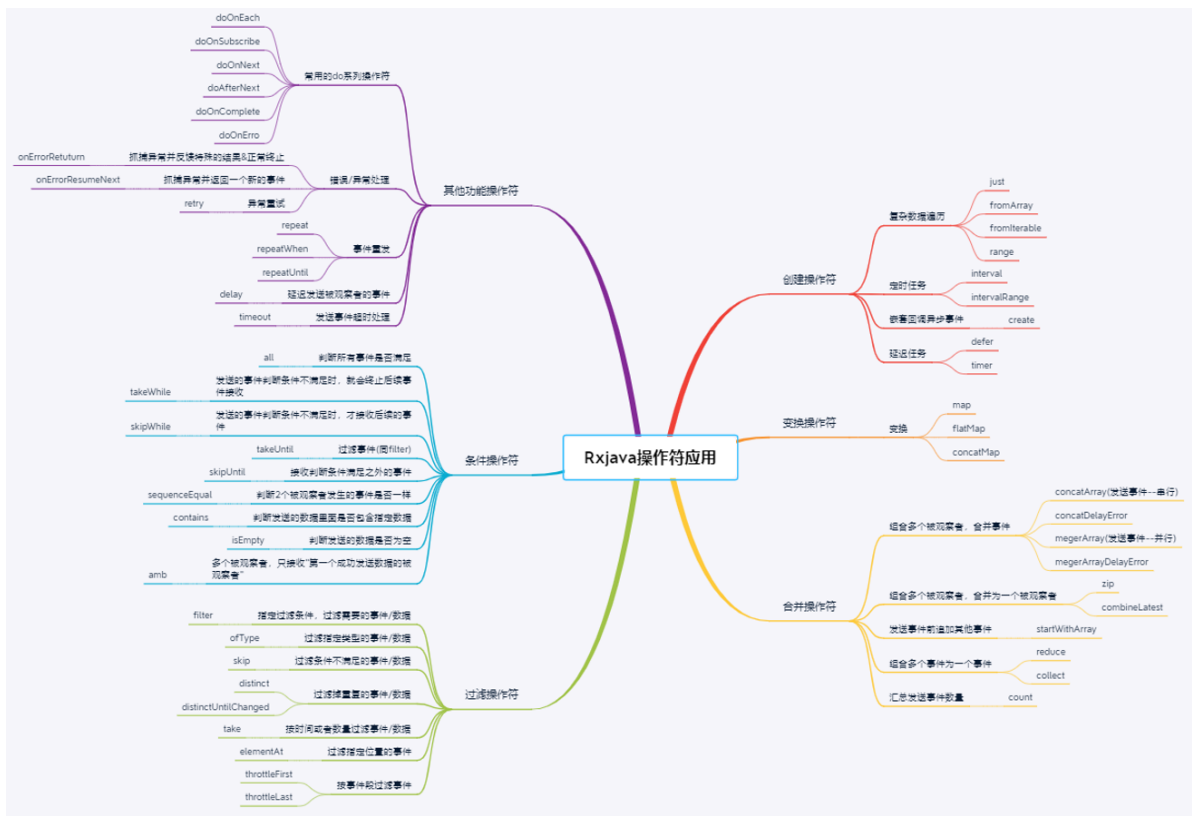 Rxjava操作符应用
其他功能操作符
常用的do系列操作符
doOnEach
doOnSubscribe
doOnNext
doAfterNext
doOnComplete
doOnErro
错误/异常处理
抓捕异常并反馈特殊的结果&正常终止
onErrorRetuturn
抓捕异常并返回一个新的事件
onErrorResumeNext
异常重试
retry
事件重发
repeat
repeatWhen
repeatUntil
延迟发送被观察者的事件
delay
发送事件超时处理
timeout
条件操作符
判断所有事件是否满足
all
发送的事件判断条件不满足时，就会终止后续事
件接收
takeWhile
发送的事件判断条件不满足时，才接收后续的事
件
skipWhile
过滤事件(同filter)
takeUntil
接收判断条件满足之外的事件
skipUntil
判断2个被观察者发生的事件是否一样
sequenceEqual
判断发送的数据里面是否包含指定数据
contains
判断发送的数据是否为空
isEmpty
多个被观察者，只接收"第一个成功发送数据的被
观察者"
amb
过滤操作符
指定过滤条件，过滤需要的事件/数据
filter
过滤指定类型的事件/数据
ofType
过滤条件不满足的事件/数据
skip
过滤掉重复的事件/数据
distinct
distinctUntilChanged
按时间或者数量过滤事件/数据
take
过滤指定位置的事件
elementAt
按事件段过滤事件
throttleFirst
throttleLast
创建操作符
复杂数据遍历
just
fromArray
fromIterable
range
定时任务
interval
intervalRange
嵌套回调异步事件
create
延迟任务
defer
timer
变换操作符
变换
map
flatMap
concatMap
合并操作符
组合多个被观察者，合并事件
concatArray(发送事件--串行)
concatDelayError
megerArray(发送事件--并行)
megerArrayDelayError
组合多个被观察者，合并为一个被观察者
zip
combineLatest
发送事件前追加其他事件
startWithArray
组合多个事件为一个事件
reduce
collect
汇总发送事件数量
count